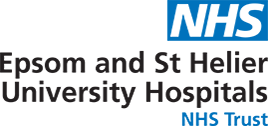 NHS
Epsom and St Helier
University Hospitals
NHS Trust